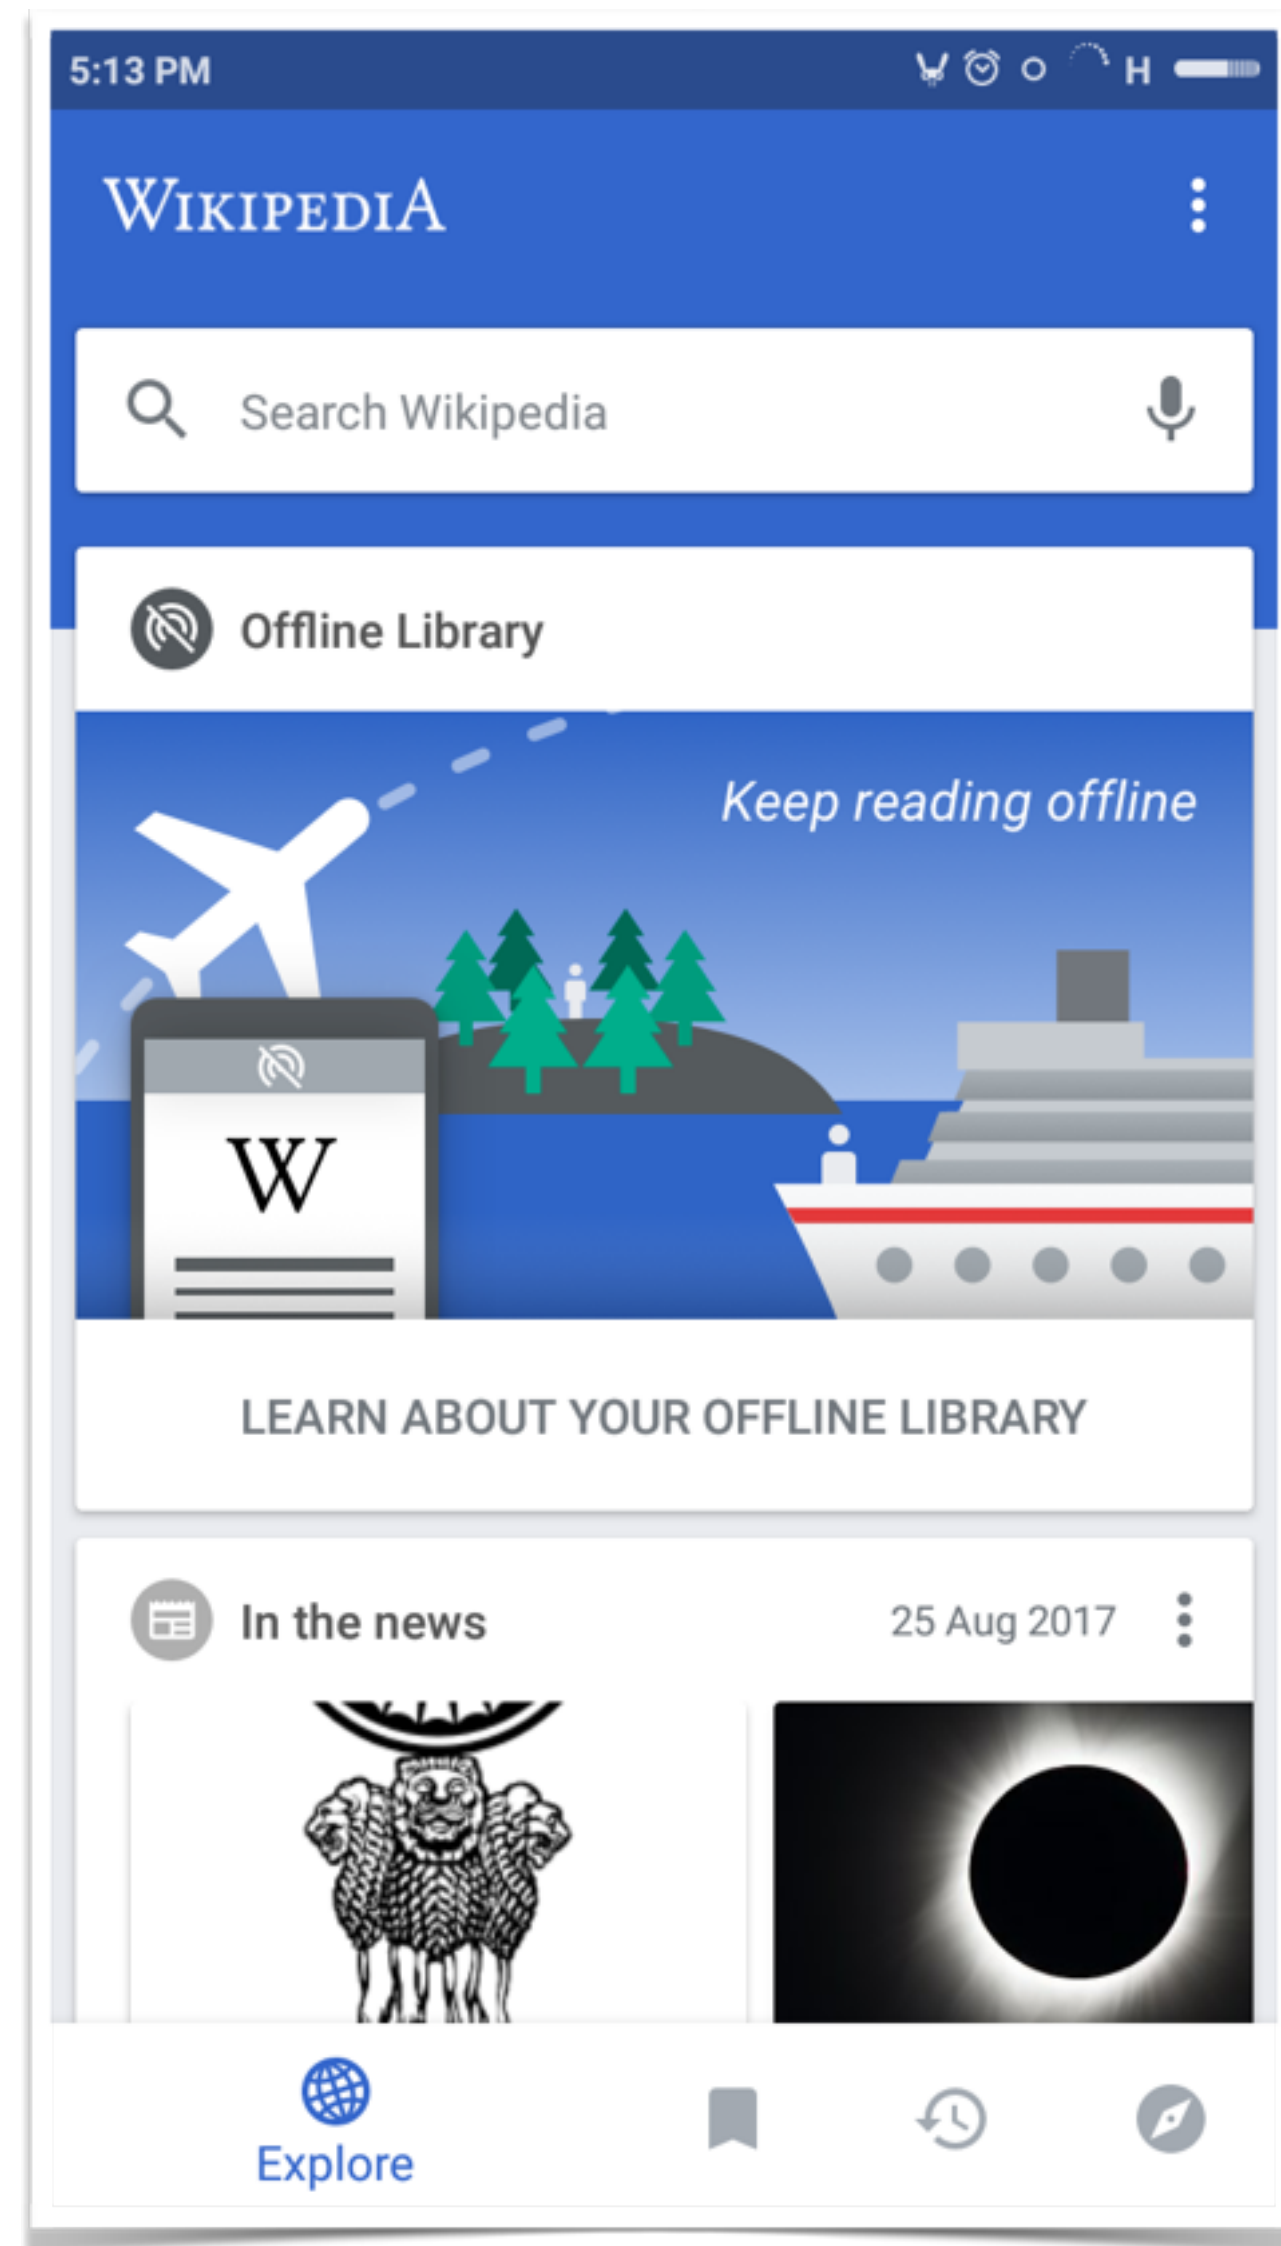 5:13 PM H
WIKIPEDIA
Search Wikipedia
Offline Library
Keep reading offline
W
LEARN ABOUT YOUR OFFLINE LIBRARY
In the news 25 Aug 2017
Explore